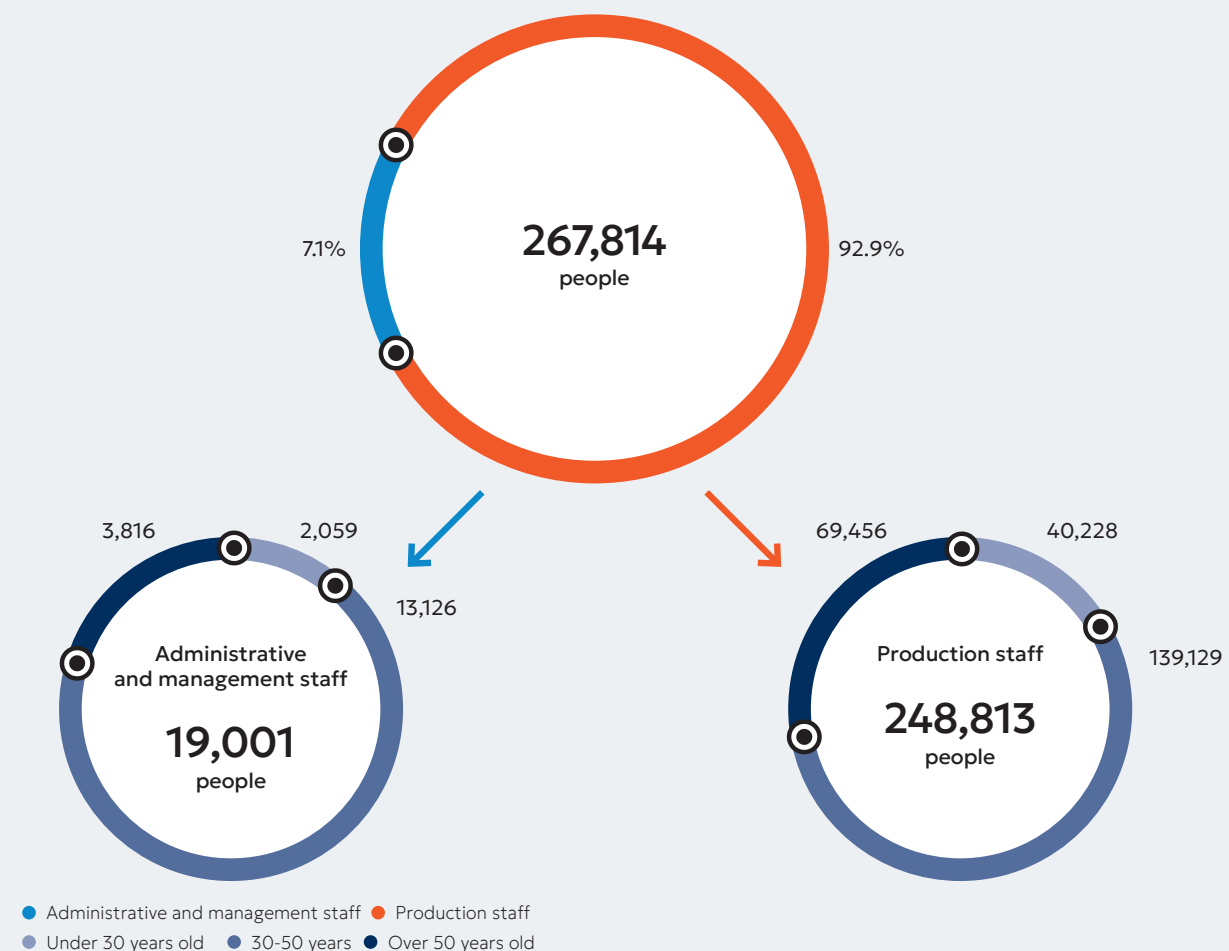 7.1%
267,814
people
92.9%
3,816
2,059
13,126
Administrative
and management staff
19,001
people
69,456
40,228
139,129
Production staff
248,813
people
Administrative and management staff
Production staff
Under 30 years old
30-50 years
Over 50 years old